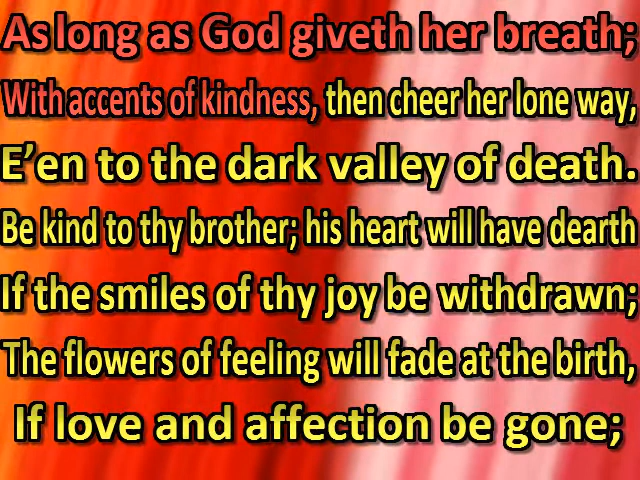 As long as God giveth her breath;
With accents of kindness, then cheer her lone way,
E’en to the dark valley of death.
Be kind to thy brother; his heart will have dearth
If the smiles of thy joy be withdrawn;
The flowers of feeling will fade at the birth,
If love and affection be gone;